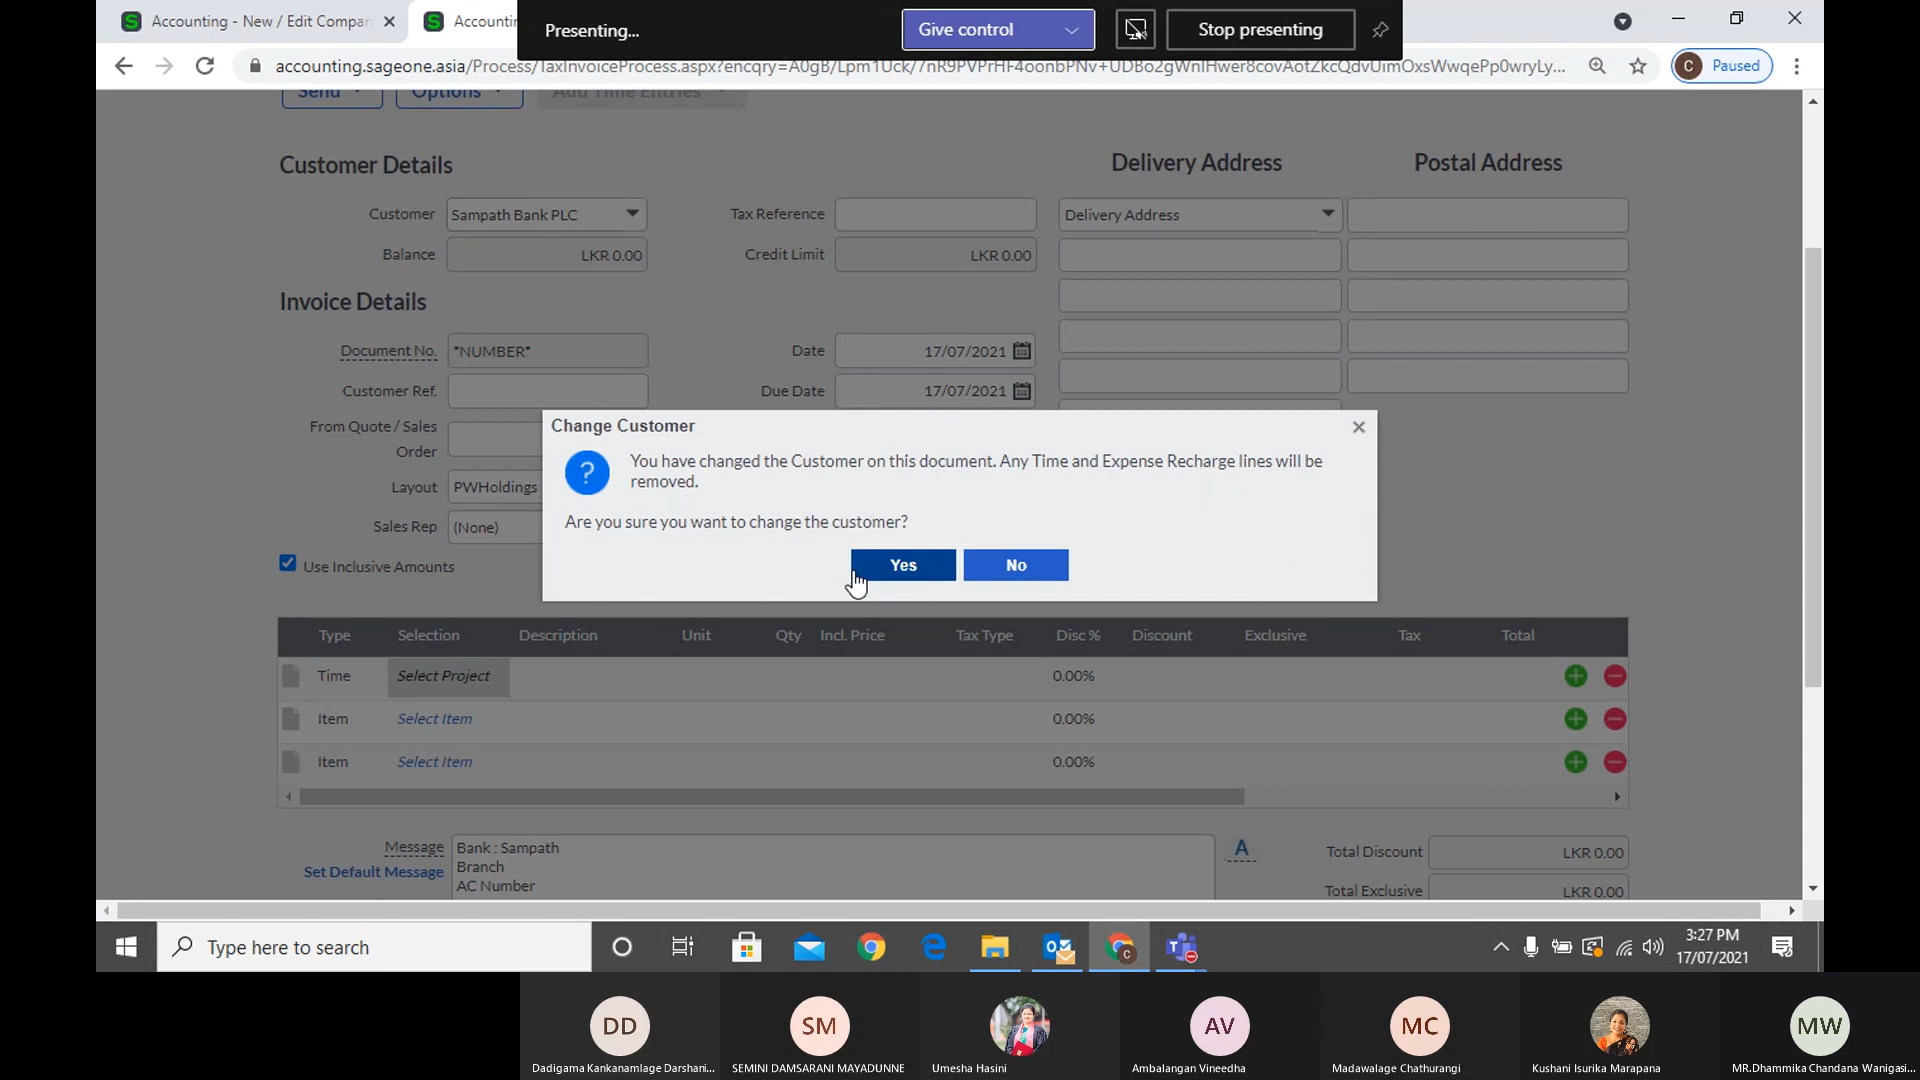 Accounting - New / Edit Compan
Accounti
Presenting...
Give control
Stop presenting
accounting.sageone.asia/Process/TaxInvoiceProcess.aspx?
C
Paused
Send
Options
Add Time Entries
Customer Details
Delivery Address
Postal Address
Customer
Sampath Bank PLC
Tax Reference
Delivery Address
Balance
LKR 0.00
Credit Limit
LKR 0.00
Invoice Details
Document No.
*NUMBER*
Date
17/07/2021
Customer Ref.
Due Date
17/07/2021
From Quote / Sales
Order
Layout
PWHoldings
Sales Rep
(None)
Use Inclusive Amounts
Change Customer
You have changed the Customer on this document. Any Time and Expense Recharge lines will be
removed.
Are you sure you want to change the customer?
Yes
No
Type Selection Description Unit Qty Incl. Price Tax Type Disc % Discount Exclusive Tax Total
Time Select Project 0.00%
Item Select Item 0.00%
Item Select Item 0.00%
Message
Set Default Message
Bank : Sampath
Branch
AC Number
A
Total Discount
LKR 0.00
Total Exclusive
LKR 0.00
Type here to search
3:27 PM
17/07/2021
DD
SM
AV
MC
MW
Dadigama Kankanamlage Darshani...
SEMINI DAMSARANI MAYADUNNE
Umesha Hasini
Ambalangan Vineedha
Madawalage Chathurangi
Kushani Isurika Marapana
MR.Dhammika Chandana Wanigasi...